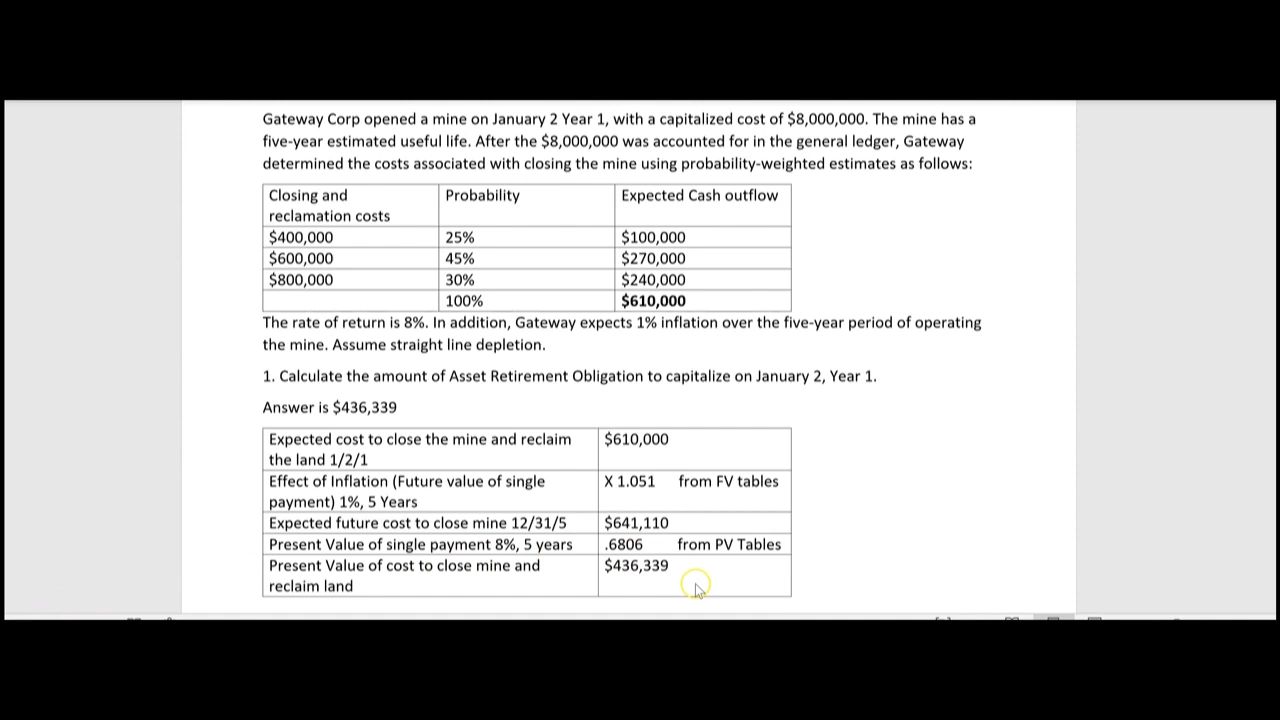 Gateway Corp opened a mine on January 2 Year 1, with a capitalized cost of $8,000,000. The mine has a
five-year estimated useful life. After the $8,000,000 was accounted for in the general ledger, Gateway
determined the costs associated with closing the mine using probability-weighted estimates as follows:
Closing and
reclamation costs
Probability
Expected Cash outflow
$400,000 25% $100,000
$600,000 45% $270,000
$800,000 30% $240,000
100% $610,000
The rate of return is 8%. In addition, Gateway expects 1% inflation over the five-year period of operating
the mine. Assume straight line depletion.
1. Calculate the amount of Asset Retirement Obligation to capitalize on January 2, Year 1.
Answer is $436,339
Expected cost to close the mine and reclaim
the land 1/2/1
$610,000
Effect of Inflation (Future value of single
payment) 1%, 5 Years
X 1.051 from FV tables
Expected future cost to close mine 12/31/5 $641,110
Present Value of single payment 8%, 5 years .6806 from PV Tables
Present Value of cost to close mine and
reclaim land
$436,339